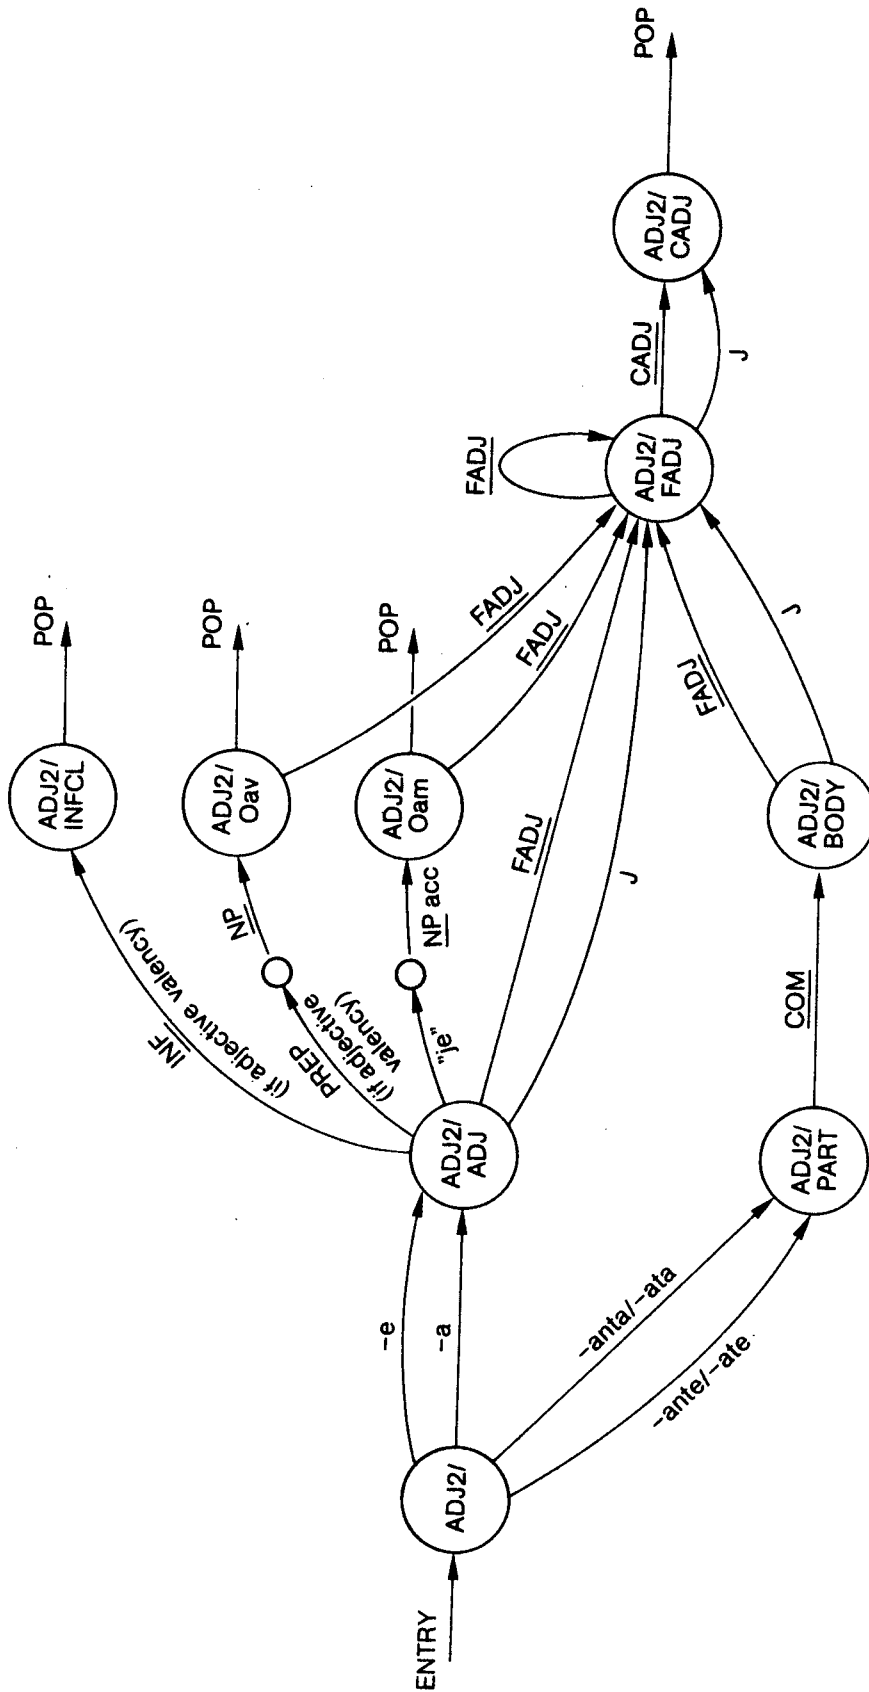 ENTRY
ADJ2/
-e
-a
-anta/-ata
-ante/-ate
ADJ2/
ADJ
ADJ2/
PART
INF
(if adjective valency)
PREP
(if adjective
valency)
"je"
NP
NP acc
FADJ
J
COM
ADJ2/
INFCL
POP
ADJ2/
Oav
POP
ADJ2/
Oam
POP
ADJ2/
BODY
FADJ
FADJ
FADJ
J
FADJ
ADJ2/
FADJ
CADJ
J
ADJ2/
CADJ
POP